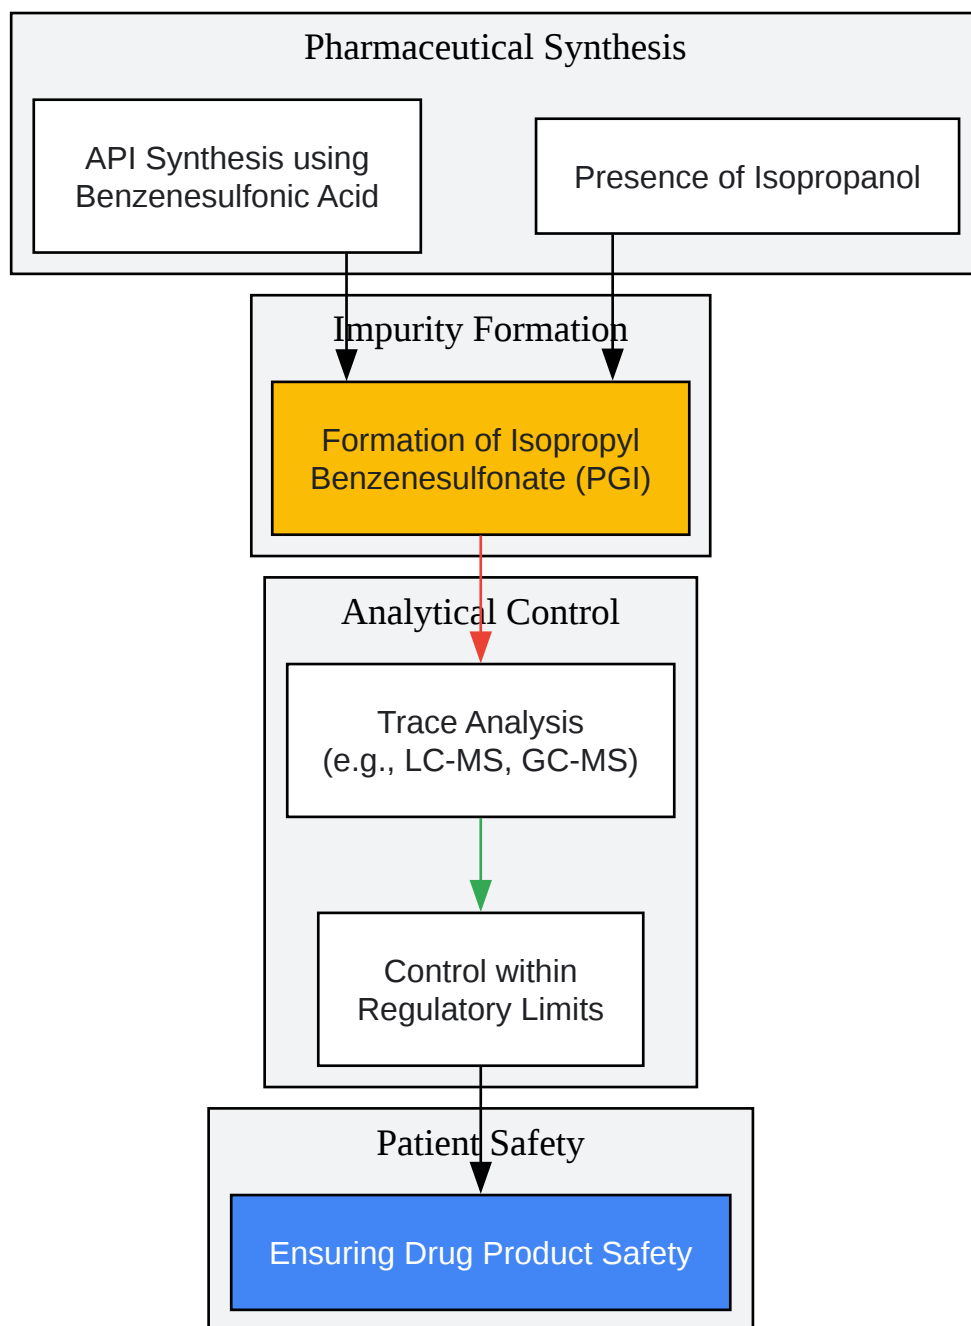 Pharmaceutical Synthesis
API Synthesis using
Benzenesulfonic Acid
Presence of Isopropanol
Impurity Formation
Formation of Isopropyl
Benzenesulfonate (PGI)
Analytical Control
Trace Analysis
(e.g., LC-MS, GC-MS)
Control within
Regulatory Limits
Patient Safety
Ensuring Drug Product Safety